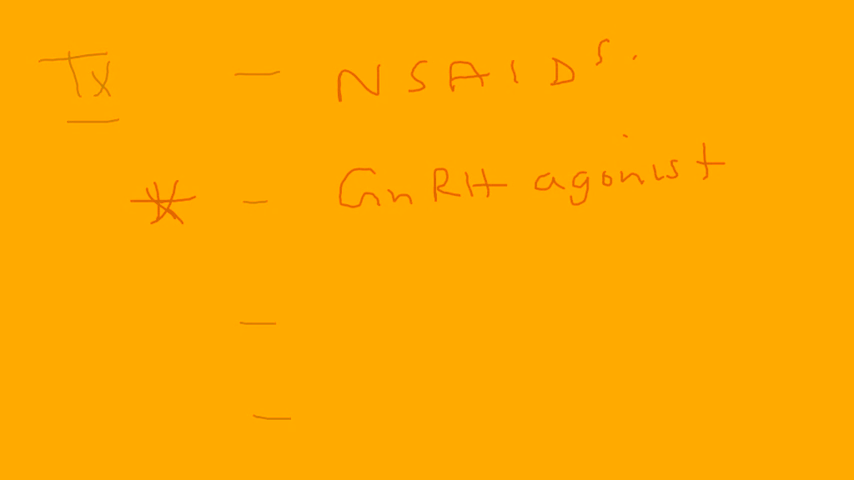 Tx - NSAIDs.
* - GnRH agonist
-
-